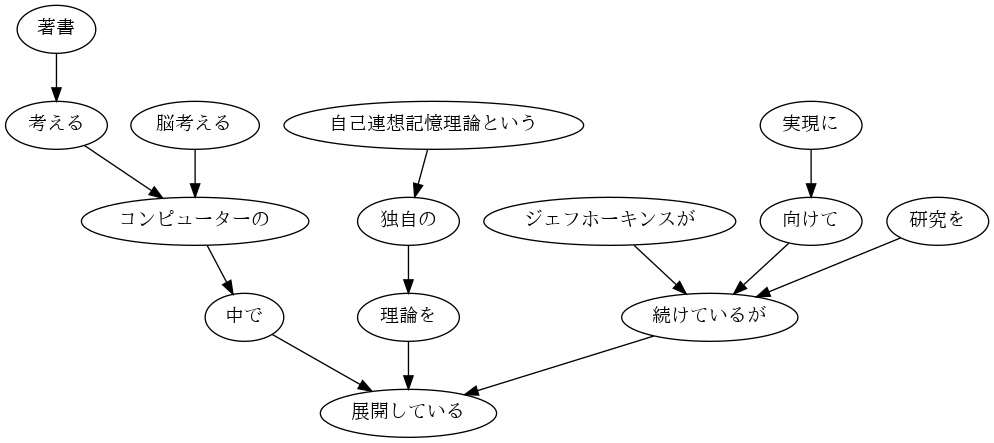 著書
考える
脳考える
自己連想記憶理論という
実現に
コンピューターの
独自の
ジェフホーキンスが
向けて
研究を
中で
理論を
続けているが
展開している